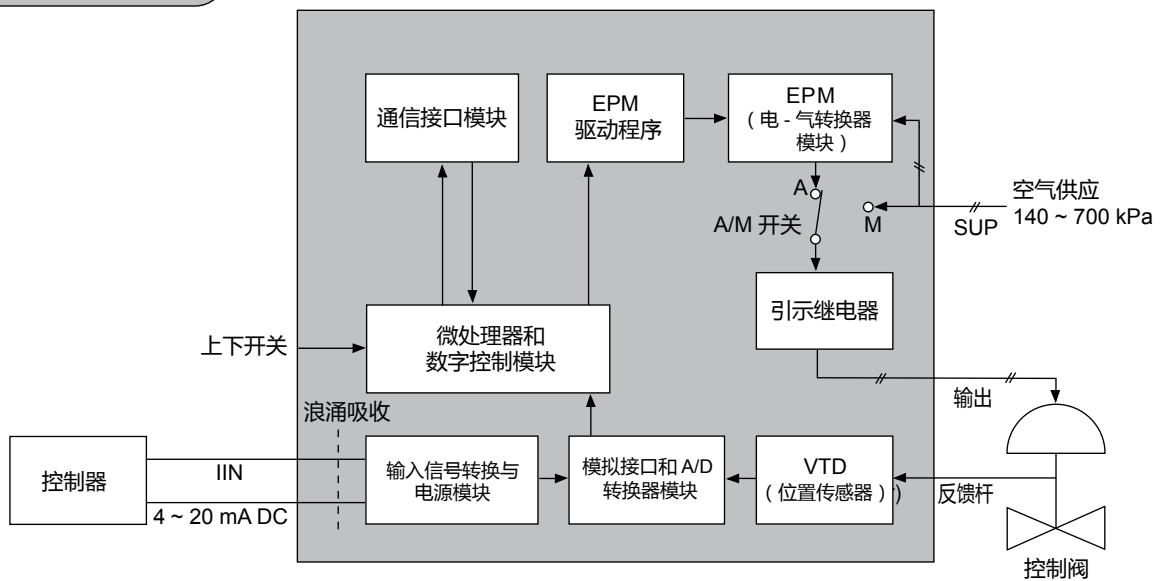 通信接口模块
EPM
驱动程序
EPM
（电 - 气转换器
模块）
A
A/M 开关
M
空气供应
140 ~ 700 kPa
SUP
引示继电器
上下开关
微处理器和
数字控制模块
输出
浪涌吸收
控制器
IIN
4 ~ 20 mA DC
输入信号转换与
电源模块
模拟接口和 A/D
转换器模块
VTD
（位置传感器）)
反馈杆
控制阀